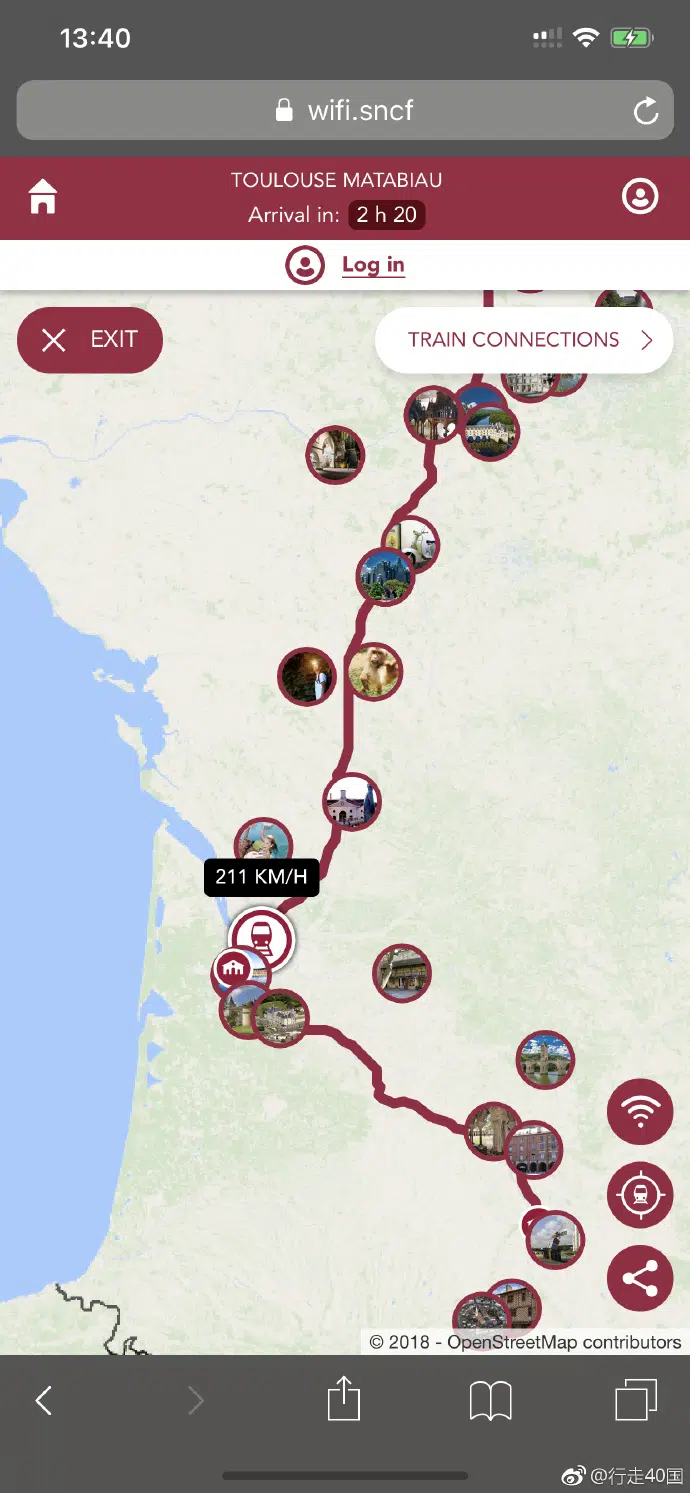 13:40
wifi.sncf
TOULOUSE MATABIAU
Arrival in: 2 h 20
Log in
EXIT
TRAIN CONNECTIONS
211 KM/H
© 2018 - OpenStreetMap contributors
@行走40国